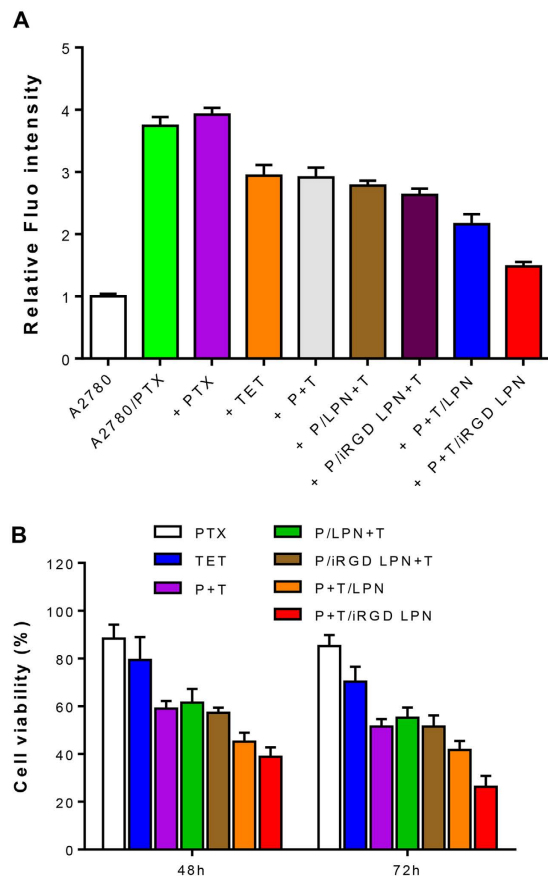 A
Relative Fluo intensity
5
4
3
2
1
0
A2780
A2780/PTX
+ PTX
+ TET
+ P+T
+ P/LPN+T
+ P/iRGD LPN+T
+ P+T/LPN
+ P+T/iRGD LPN
B
PTX
TET
P+T
P/LPN+T
P/iRGD LPN+T
P+T/LPN
P+T/iRGD LPN
Cell viability (%)
120
100
80
60
40
20
0
48h
72h